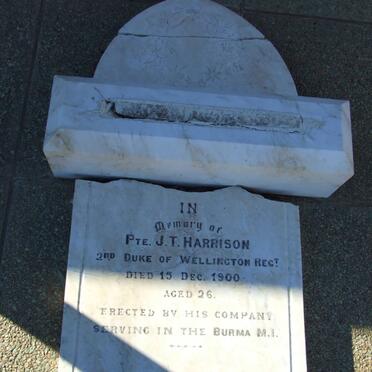 IN
Memory of
PTE. J. T. HARRISON
2ND DUKE OF WELLINGTON REGT.
DIED 15 DEC. 1900
AGED 26.
ERECTED BY HIS COMPANY
SERVING IN THE BURMA M.I.